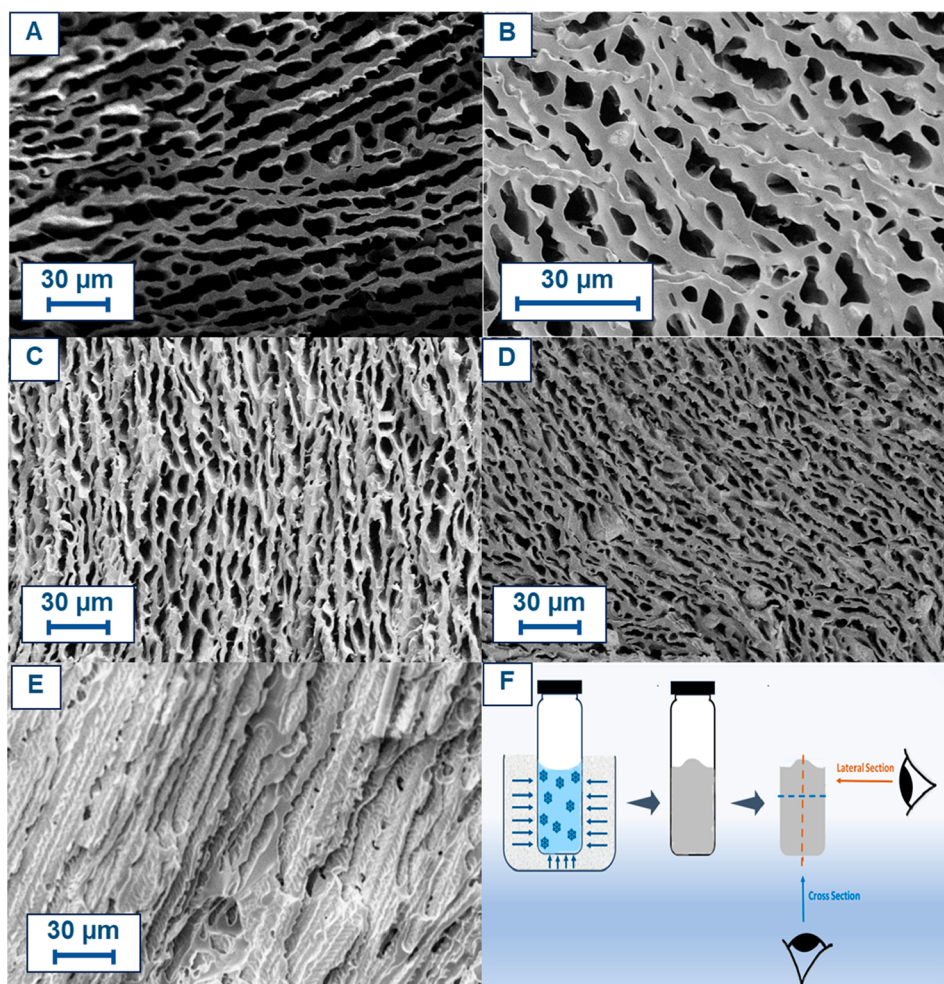 A
B
30 µm
30 µm
C
D
30 µm
30 µm
E
F
Lateral Section
Cross Section
30 µm